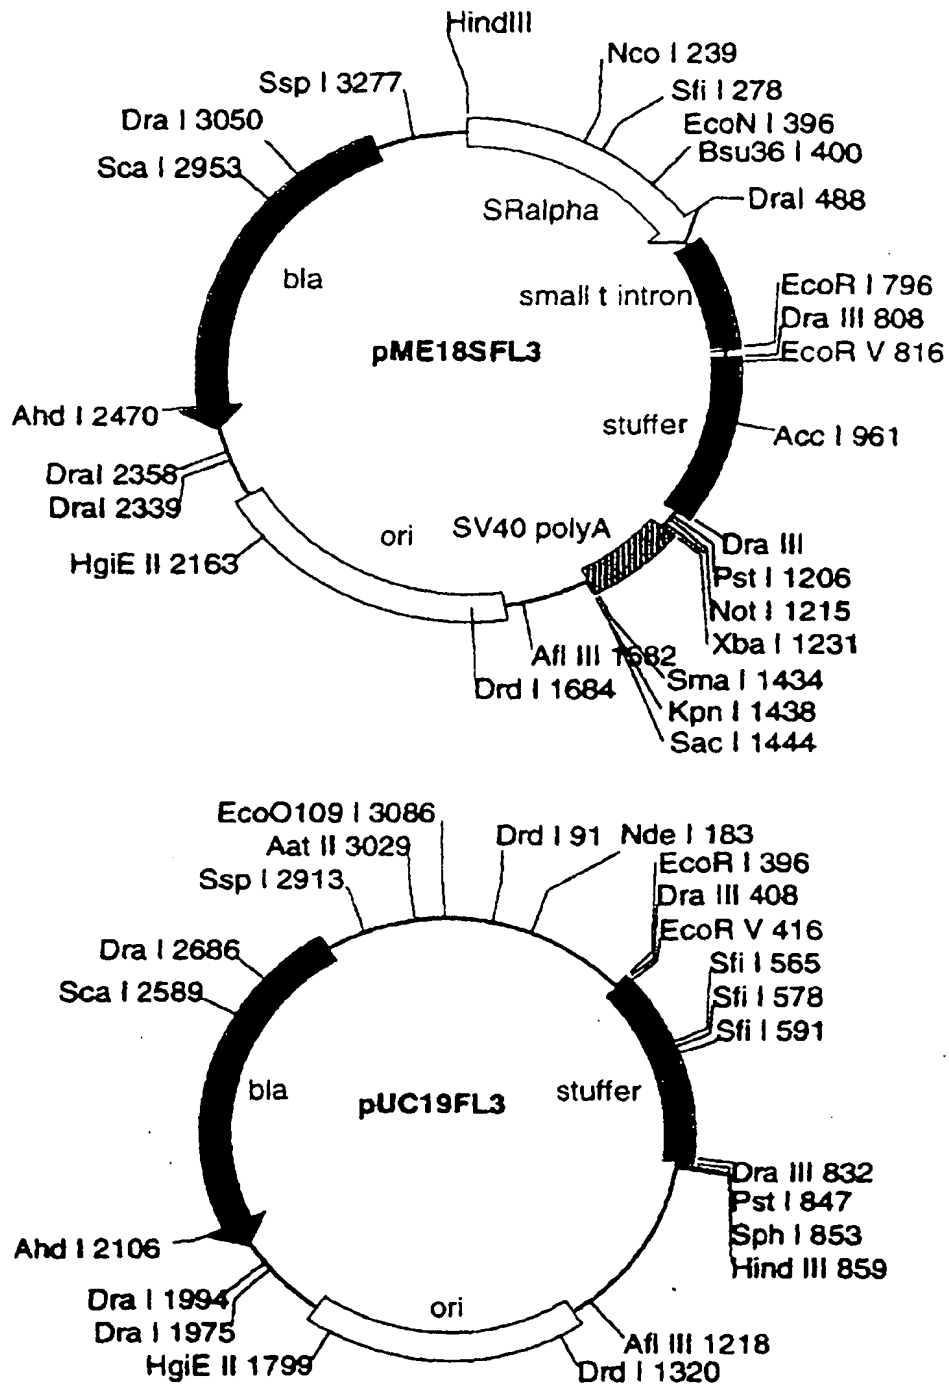 HindIII
Nco I 239
Ssp I 3277
Sfi I 278
Dra I 3050
EcoN I 396
Sca I 2953
Bsu36 I 400
DraI 488
SRalpha
bla
small t intron
EcoR I 796
Dra III 808
pME18SFL3
EcoR V 816
Ahd I 2470
stuffer
Acc I 961
DraI 2358
DraI 2339
ori
SV40 polyA
HgiE II 2163
Dra III
Pst I 1206
Not I 1215
Xba I 1231
Afl III 1682
Drd I 1684
Sma I 1434
Kpn I 1438
Sac I 1444
EcoO109 I 3086
Drd I 91
Nde I 183
Aat II 3029
EcoR I 396
Ssp I 2913
Dra III 408
EcoR V 416
Dra I 2686
Sfi I 565
Sca I 2589
Sfi I 578
Sfi I 591
bla
pUC19FL3
stuffer
Dra III 832
Pst I 847
Sph I 853
Ahd I 2106
Hind III 859
Dra I 1994
ori
Dra I 1975
Afl III 1218
HgiE II 1799
Drd I 1320